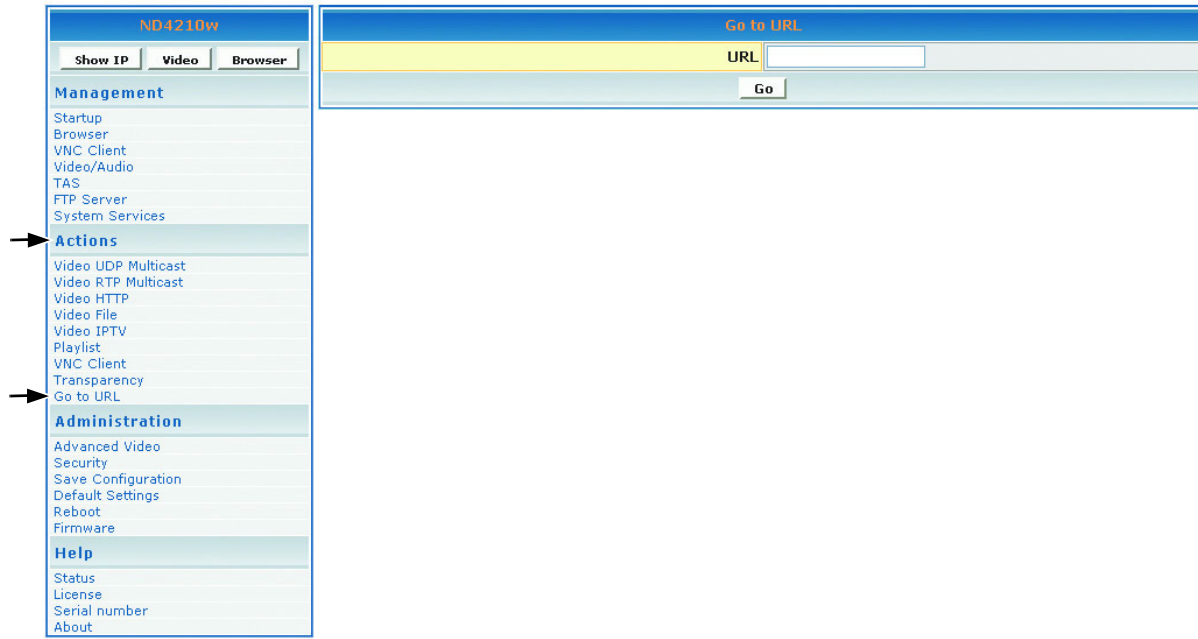 ND4210w
Show IP Video Browser
Management
Startup
Browser
VNC Client
Video/Audio
TAS
FTP Server
System Services
Actions
Video UDP Multicast
Video RTP Multicast
Video HTTP
Video File
Video IPTV
Playlist
VNC Client
Transparency
Go to URL
Administration
Advanced Video
Security
Save Configuration
Default Settings
Reboot
Firmware
Help
Status
License
Serial number
About
Go to URL
URL
Go